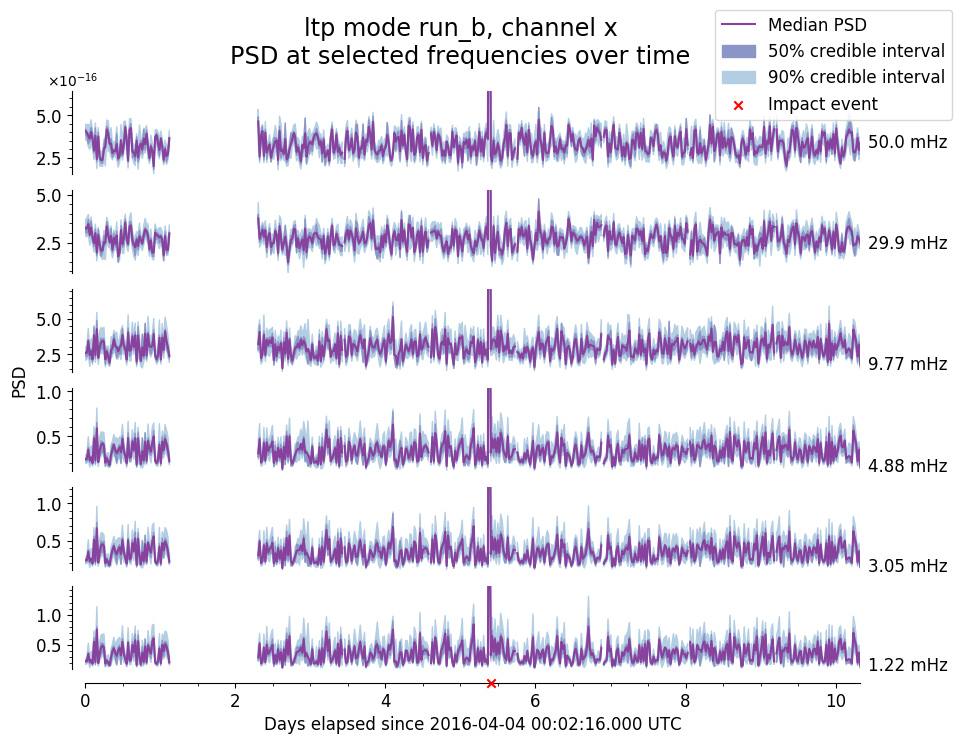 ltp mode run_b, channel x
PSD at selected frequencies over time
Median PSD
50% credible interval
90% credible interval
Impact event
×10⁻¹⁶
5.0
2.5
50.0 mHz
5.0
2.5
29.9 mHz
5.0
2.5
9.77 mHz
PSD
1.0
0.5
4.88 mHz
1.0
0.5
3.05 mHz
1.0
0.5
1.22 mHz
0 2 4 6 8 10
Days elapsed since 2016-04-04 00:02:16.000 UTC